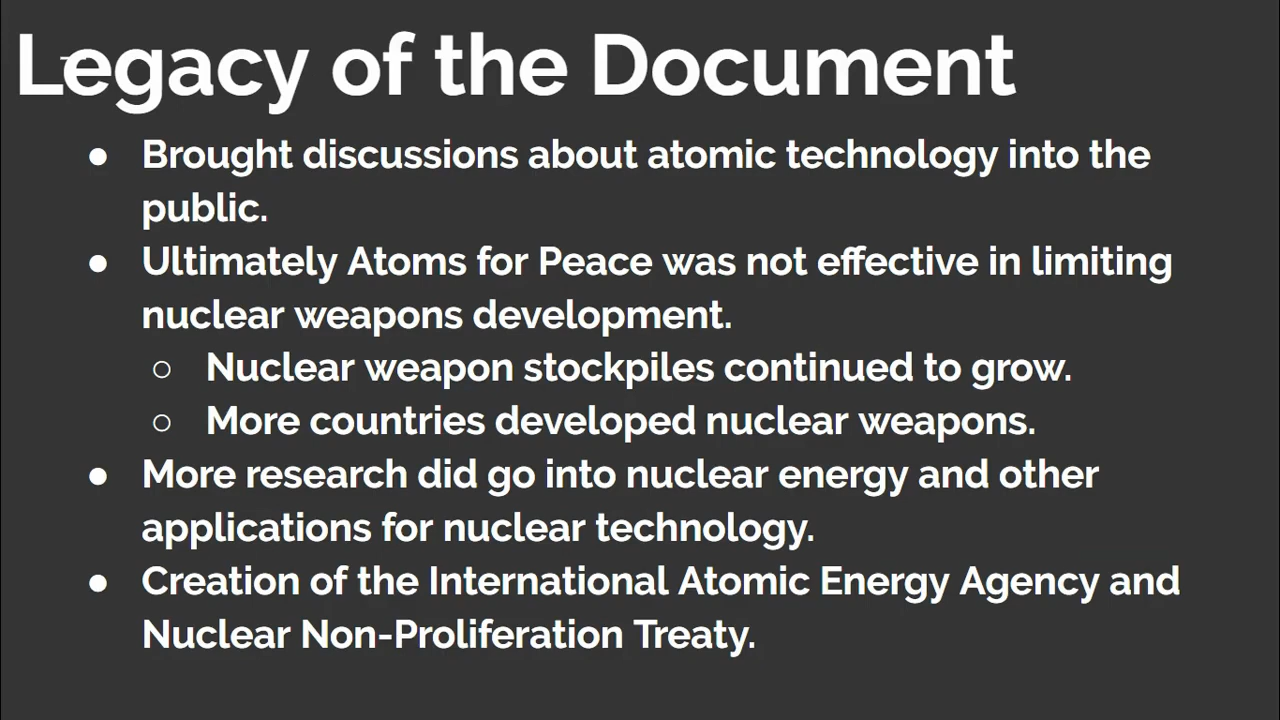 Legacy of the Document
● Brought discussions about atomic technology into the
public.
● Ultimately Atoms for Peace was not effective in limiting
nuclear weapons development.
○ Nuclear weapon stockpiles continued to grow.
○ More countries developed nuclear weapons.
● More research did go into nuclear energy and other
applications for nuclear technology.
● Creation of the International Atomic Energy Agency and
Nuclear Non-Proliferation Treaty.